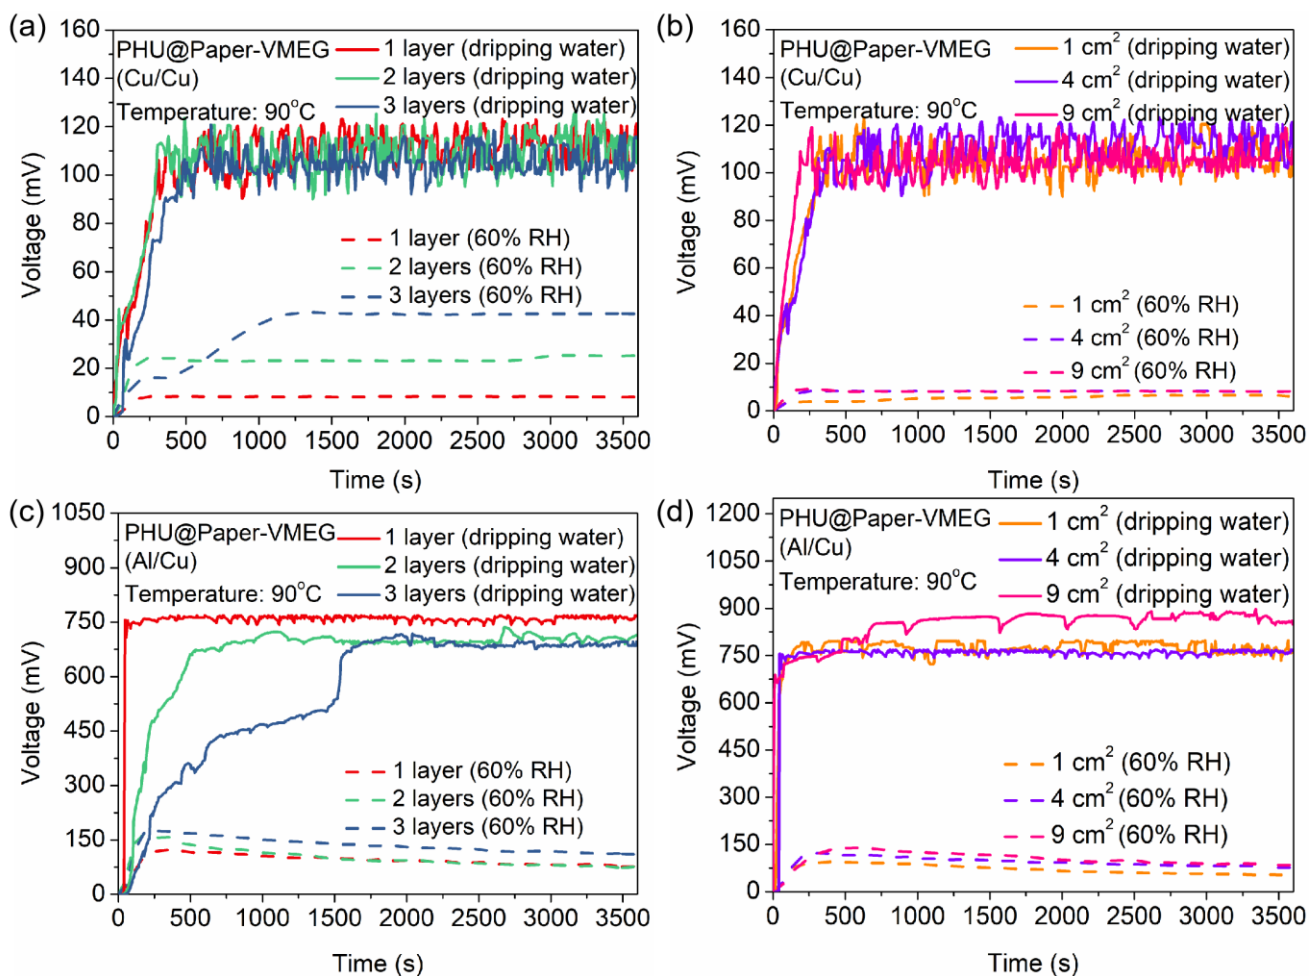 (a)
160
140
120
100
80
60
40
20
0
Voltage (mV)
PHU@Paper-VMEG
(Cu/Cu)
Temperature: 90°C
1 layer (dripping water)
2 layers (dripping water)
3 layers (dripping water)
1 layer (60% RH)
2 layers (60% RH)
3 layers (60% RH)
0 500 1000 1500 2000 2500 3000 3500
Time (s)
(b)
160
140
120
100
80
60
40
20
0
Voltage (mV)
PHU@Paper-VMEG
(Cu/Cu)
Temperature: 90°C
1 cm² (dripping water)
4 cm² (dripping water)
9 cm² (dripping water)
1 cm² (60% RH)
4 cm² (60% RH)
9 cm² (60% RH)
0 500 1000 1500 2000 2500 3000 3500
Time (s)
(c)
1050
900
750
600
450
300
150
0
Voltage (mV)
PHU@Paper-VMEG
(Al/Cu)
Temperature: 90°C
1 layer (dripping water)
2 layers (dripping water)
3 layers (dripping water)
1 layer (60% RH)
2 layers (60% RH)
3 layers (60% RH)
0 500 1000 1500 2000 2500 3000 3500
Time (s)
(d)
1200
1050
900
750
600
450
300
150
0
Voltage (mV)
PHU@Paper-VMEG
(Al/Cu)
Temperature: 90°C
1 cm² (dripping water)
4 cm² (dripping water)
9 cm² (dripping water)
1 cm² (60% RH)
4 cm² (60% RH)
9 cm² (60% RH)
0 500 1000 1500 2000 2500 3000 3500
Time (s)